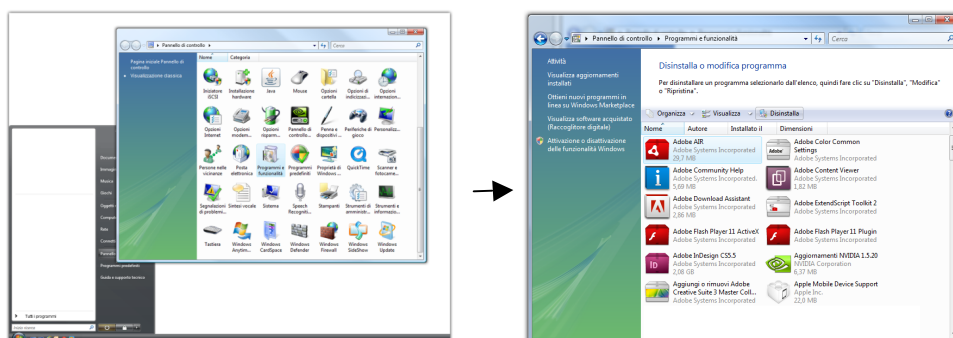 Pannello di controllo
Cerca
Pagina iniziale Pannello di
controllo
Visualizzazione classica
Nome Categoria
Iniziatore
iSCSI
Installazione
hardware
Java
Mouse
Opzioni
cartella
Opzioni di
indicizzazi...
Opzioni
internazion...
Opzioni
Internet
Opzioni
modem...
Opzioni
risparm...
Pannello di
controllo...
Penna e
dispositivi ...
Periferiche di
gioco
Personalizz...
Persone nelle
vicinanze
Posta
elettronica
Programmi e
funzionalità
Programmi
predefiniti
Proprietà di
Windows ...
QuickTime
Scanner e
fotocame...
Segnalazioni
di problemi...
Sintesi vocale
Sistema
Speech
Recogniti...
Stampanti
Strumenti di
amministr...
Strumenti e
informazio...
Tastiera
Windows
Anytim...
Windows
CardSpace
Windows
Defender
Windows
Firewall
Windows
SideShow
Windows
Update
Musica
Giochi
Rete
Programmi predefiniti
Guida e supporto tecnico
Tutti i programmi
Pannello di controllo Programmi e funzionalità
Cerca
Attività
Visualizza aggiornamenti
installati
Ottieni nuovi programmi in
linea su Windows Marketplace
Visualizza software acquistato
(Raccoglitore digitale)
Attivazione o disattivazione
delle funzionalità Windows
Disinstalla o modifica programma
Per disinstallare un programma selezionarlo dall'elenco, quindi fare clic su "Disinstalla", "Modifica"
o "Ripristina".
Organizza Visualizza Disinstalla
Nome Autore Installato il Dimensioni
Adobe AIR
Adobe Systems Incorporated
29,7 MB
Adobe Color Common
Settings
Adobe Systems Incorporated
Adobe Community Help
Adobe Systems Incorporated.
5,69 MB
Adobe Content Viewer
Adobe Systems Incorporated
1,82 MB
Adobe Download Assistant
Adobe Systems Incorporated
2,86 MB
Adobe ExtendScript Toolkit 2
Adobe Systems Incorporated
Adobe Flash Player 11 ActiveX
Adobe Systems Incorporated
Adobe Flash Player 11 Plugin
Adobe Systems Incorporated
Adobe InDesign CS5.5
Adobe Systems Incorporated
2,08 GB
Aggiornamenti NVIDIA 1.5.20
NVIDIA Corporation
6,37 MB
Aggiungi o rimuovi Adobe
Creative Suite 3 Master Coll...
Adobe Systems Incorporated
Apple Mobile Device Support
Apple Inc.
22,0 MB